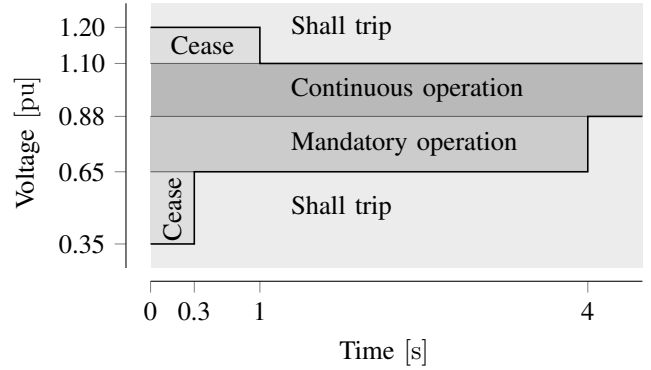 1.20
Shall trip
Cease
1.10
Continuous operation
0.88
Mandatory operation
0.65
Cease
Shall trip
0.35
Voltage [pu]
0 0.3 1 4
Time [s]